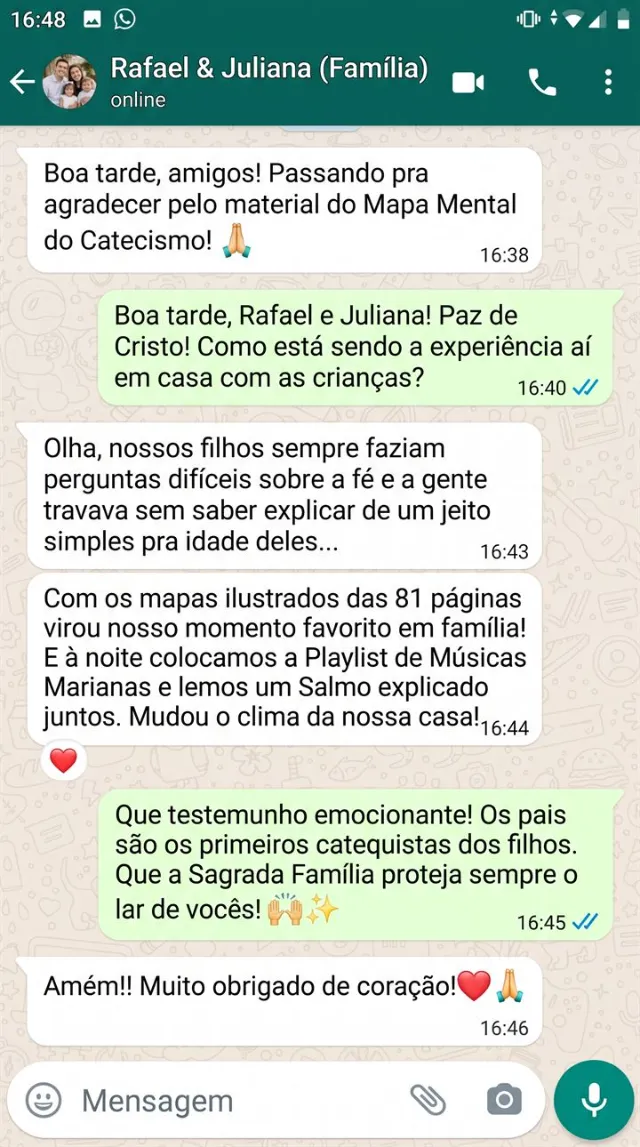 16:48
Rafael & Juliana (Família)
online
Boa tarde, amigos! Passando pra
agradecer pelo material do Mapa Mental
do Catecismo! 🙏
16:38
Boa tarde, Rafael e Juliana! Paz de
Cristo! Como está sendo a experiência aí
em casa com as crianças?
16:40
Olha, nossos filhos sempre faziam
perguntas difíceis sobre a fé e a gente
travava sem saber explicar de um jeito
simples pra idade deles...
16:43
Com os mapas ilustrados das 81 páginas
virou nosso momento favorito em família!
E à noite colocamos a Playlist de Músicas
Marianas e lemos um Salmo explicado
juntos. Mudou o clima da nossa casa!
16:44
❤️
Que testemunho emocionante! Os pais
são os primeiros catequistas dos filhos.
Que a Sagrada Família proteja sempre o
lar de vocês! 🙌✨
16:45
Amém!! Muito obrigado de coração!❤️🙏
16:46
Mensagem